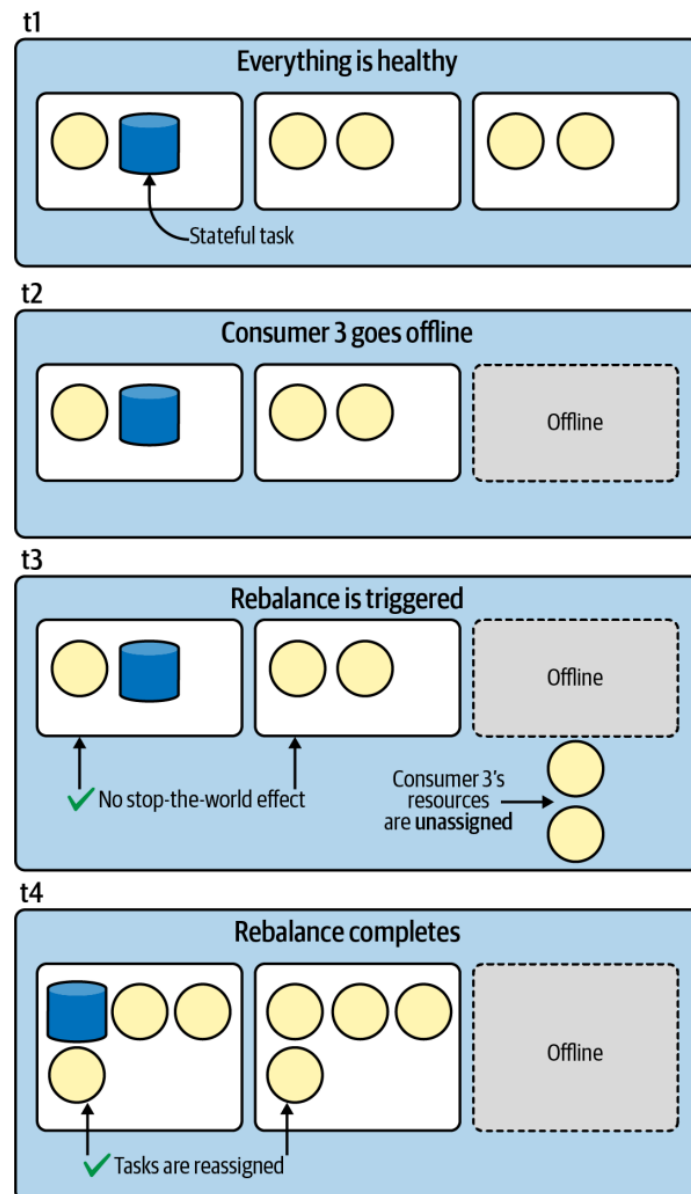 t1
Everything is healthy
Stateful task
t2
Consumer 3 goes offline
Offline
t3
Rebalance is triggered
Offline
No stop-the-world effect
Consumer 3’s
resources
are unassigned
t4
Rebalance completes
Offline
Tasks are reassigned